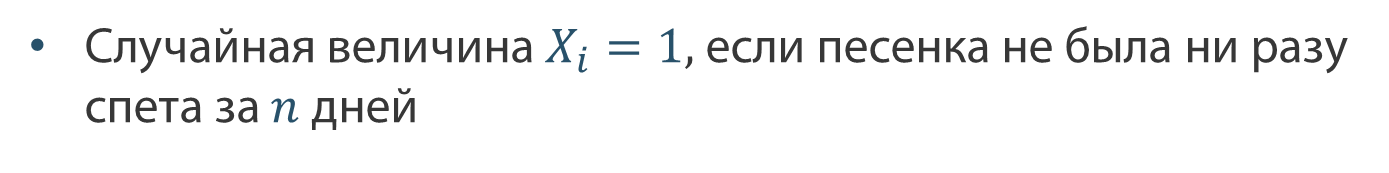 • Случайная величина Xᵢ = 1, если песенка не была ни разу
спета за n дней